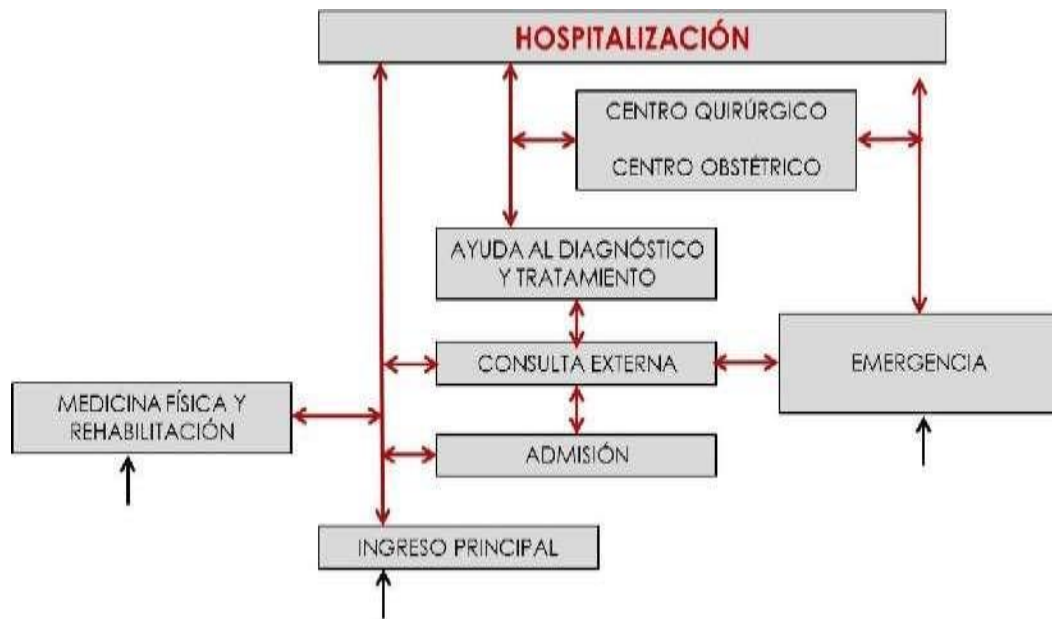 HOSPITALIZACIÓN
CENTRO QUIRÚRGICO
CENTRO OBSTÉTRICO
AYUDA AL DIAGNÓSTICO
Y TRATAMIENTO
CONSULTA EXTERNA
EMERGENCIA
MEDICINA FÍSICA Y
REHABILITACIÓN
ADMISIÓN
INGRESO PRINCIPAL